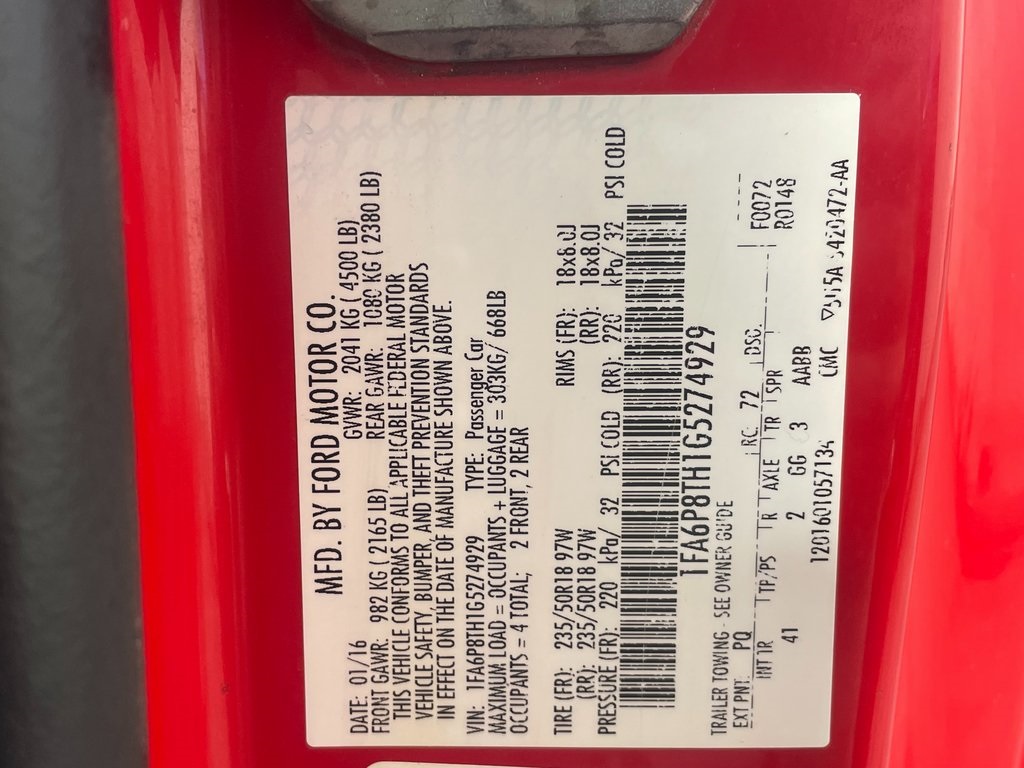 MFD. BY FORD MOTOR CO.
DATE: 01/16 GVWR: 2041 KG ( 4500 LB)
FRONT GAWR: 982 KG ( 2165 LB) REAR GAWR: 1080 KG ( 2380 LB)
THIS VEHICLE CONFORMS TO ALL APPLICABLE FEDERAL MOTOR
VEHICLE SAFETY, BUMPER, AND THEFT PREVENTION STANDARDS
IN EFFECT ON THE DATE OF MANUFACTURE SHOWN ABOVE.
VIN: 1FA6P8TH1G5274929 TYPE: Passenger Car
MAXIMUM LOAD = OCCUPANTS + LUGGAGE = 303KG/ 668LB
OCCUPANTS = 4 TOTAL; 2 FRONT, 2 REAR
TIRE (FR): 235/50R18 97W RIMS (FR): 18x8.0J
(RR): 235/50R18 97W (RR): 18x8.0J
PRESSURE (FR): 220 kPa/ 32 PSI COLD (RR): 220 kPa/ 32 PSI COLD
1FA6P8TH1G5274929
TRAILER TOWING - SEE OWNER GUIDE
EXT PNT: PQ RC: 72 DSO: F0072
INT TR TP/PS R AXLE TR SPR R0148
41 2 GG 3 AABB
1201601057134 CMC